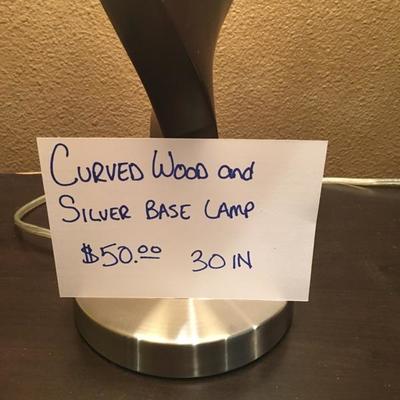 CURVED WOOD and
SILVER BASE LAMP
$50.00 30 IN